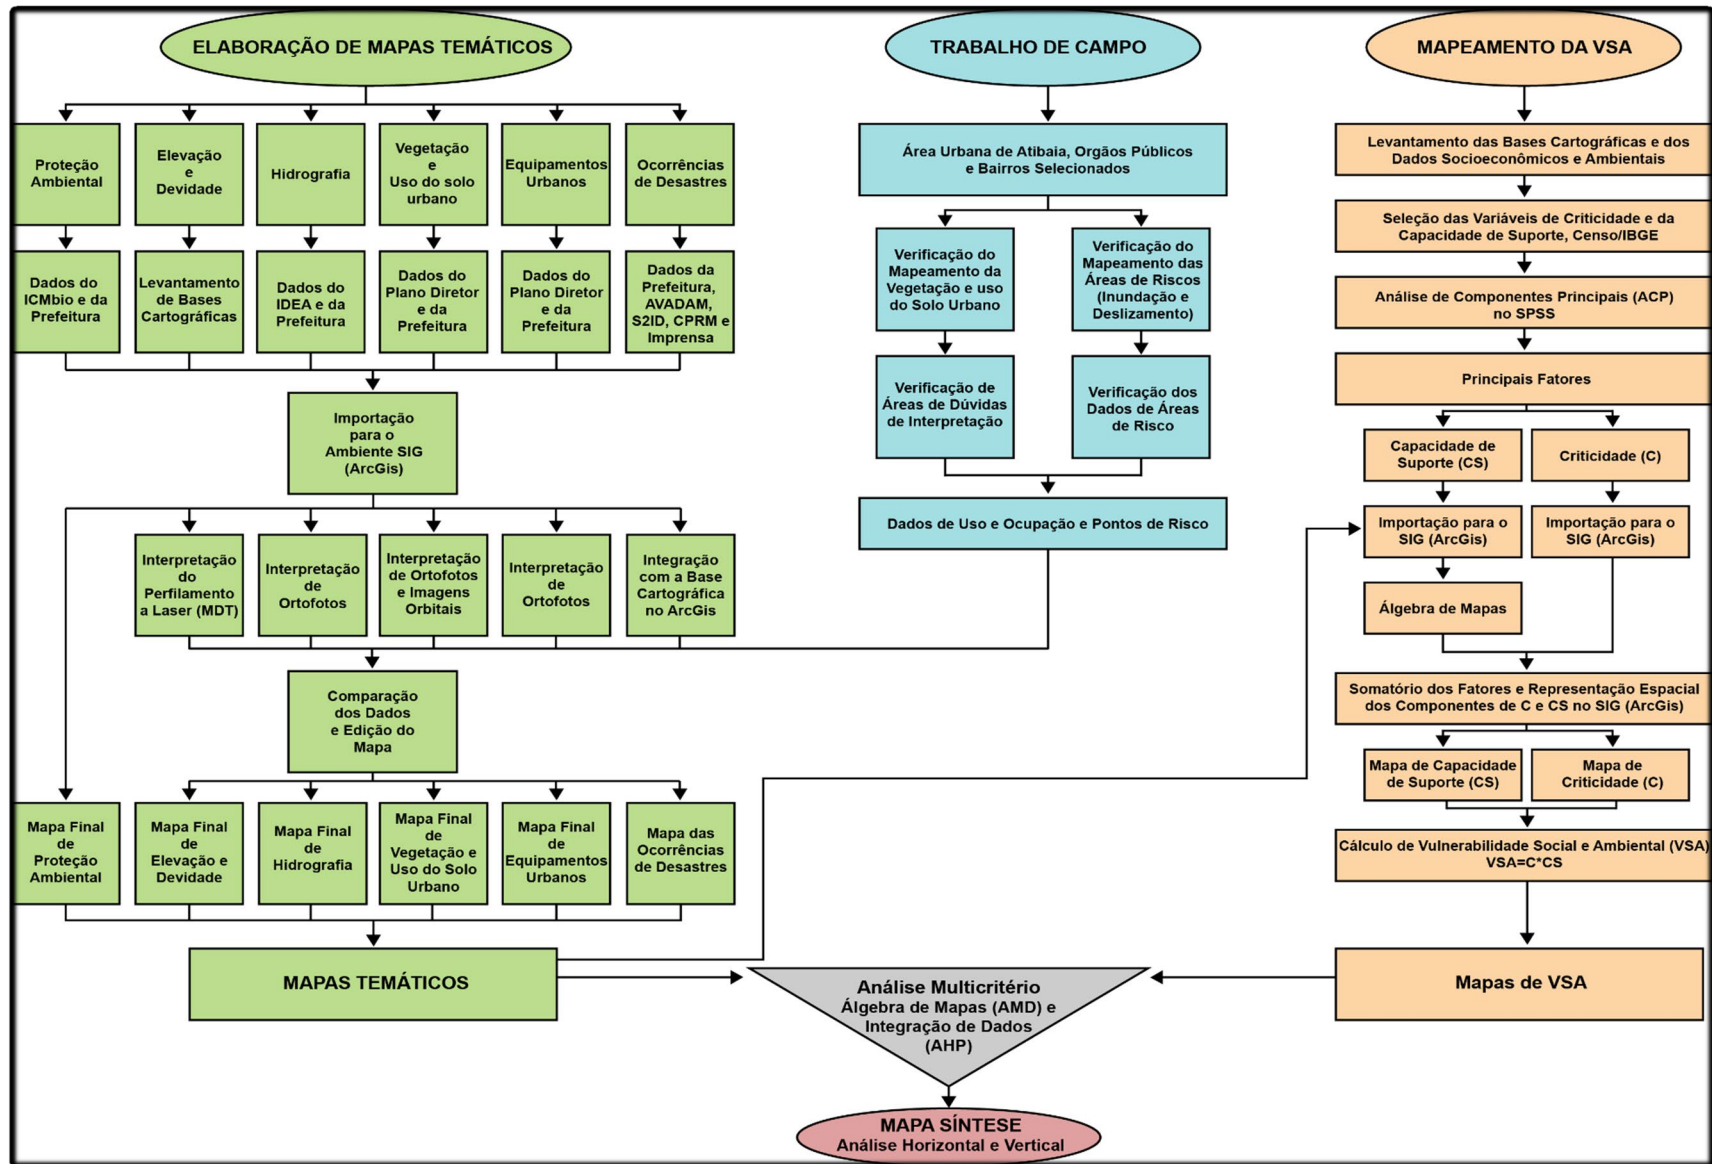 ELABORAÇÃO DE MAPAS TEMÁTICOS
Proteção
Ambiental
Elevação
e
Devidade
Hidrografia
Vegetação
e
Uso do solo
urbano
Equipamentos
Urbanos
Ocorrências
de Desastres
Dados do
ICMbio e da
Prefeitura
Levantamento
de Bases
Cartográficas
Dados do
IDEA e da
Prefeitura
Dados do
Plano Diretor
e da
Prefeitura
Dados do
Plano Diretor
e da
Prefeitura
Dados da
Prefeitura,
AVADAM,
S2ID, CPRM e
Imprensa
Importação
para o
Ambiente SIG
(ArcGis)
Interpretação
do
Perfilamento
a Laser (MDT)
Interpretação
de
Ortofotos
Interpretação
de Ortofotos
e Imagens
Orbitais
Interpretação
de
Ortofotos
Integração
com a Base
Cartográfica
no ArcGis
Comparação
dos Dados
e Edição do
Mapa
Mapa Final
de
Proteção
Ambiental
Mapa Final
de
Elevação e
Devidade
Mapa Final
de
Hidrografia
Mapa Final
de
Vegetação e
Uso do Solo
Urbano
Mapa Final
de
Equipamentos
Urbanos
Mapa das
Ocorrências
de Desastres
MAPAS TEMÁTICOS
TRABALHO DE CAMPO
Área Urbana de Atibaia, Orgãos Públicos
e Bairros Selecionados
Verificação do
Mapeamento da
Vegetação e uso
do Solo Urbano
Verificação do
Mapeamento das
Áreas de Riscos
(Inundação e
Deslizamento)
Verificação de
Áreas de Dúvidas
de Interpretação
Verificação dos
Dados de Áreas
de Risco
Dados de Uso e Ocupação e Pontos de Risco
MAPEAMENTO DA VSA
Levantamento das Bases Cartográficas e dos
Dados Socioeconômicos e Ambientais
Seleção das Variáveis de Criticidade e da
Capacidade de Suporte, Censo/IBGE
Análise de Componentes Principais (ACP)
no SPSS
Principais Fatores
Capacidade de
Suporte (CS)
Criticidade (C)
Importação para o
SIG (ArcGis)
Importação para o
SIG (ArcGis)
Álgebra de Mapas
Somatório dos Fatores e Representação Espacial
dos Componentes de C e CS no SIG (ArcGis)
Mapa de Capacidade
de Suporte (CS)
Mapa de
Criticidade (C)
Cálculo de Vulnerabilidade Social e Ambiental (VSA)
VSA=C*CS
Mapas de VSA
Análise Multicritério
Álgebra de Mapas (AMD) e
Integração de Dados
(AHP)
MAPA SÍNTESE
Análise Horizontal e Vertical